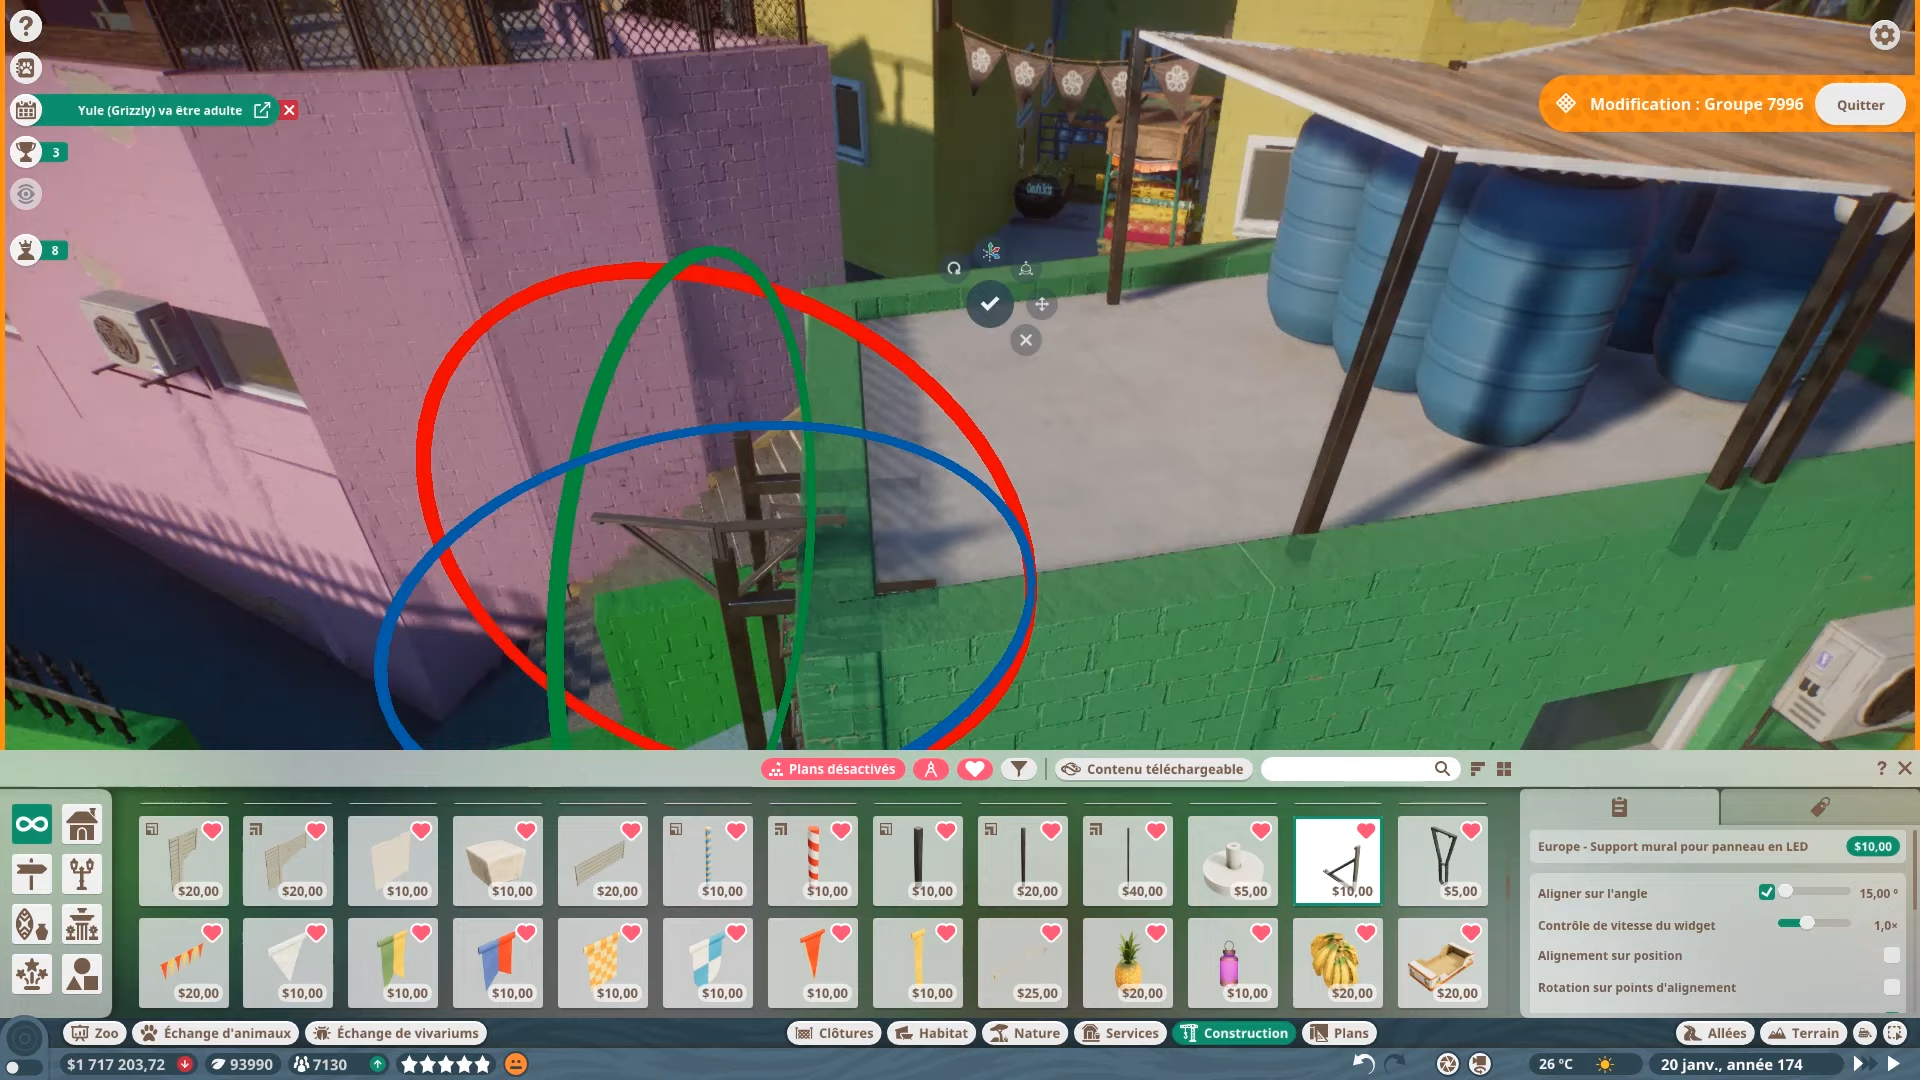 ?
Yule (Grizzly) va être adulte
3
8
Modification : Groupe 7996
Quitter
Plans désactivés
Contenu téléchargeable
?
$20,00
$20,00
$10,00
$10,00
$20,00
$10,00
$10,00
$10,00
$20,00
$40,00
$5,00
$10,00
$5,00
$20,00
$10,00
$10,00
$10,00
$10,00
$10,00
$10,00
$10,00
$25,00
$20,00
$10,00
$20,00
$20,00
Europe - Support mural pour panneau en LED
$10,00
Aligner sur l'angle
15,00 °
Contrôle de vitesse du widget
1,0×
Alignement sur position
Rotation sur points d'alignement
Zoo
Échange d'animaux
Échange de vivariums
Clôtures
Habitat
Nature
Services
Construction
Plans
Allées
Terrain
$1 717 203,72
93990
7130
26 °C
20 janv., année 174